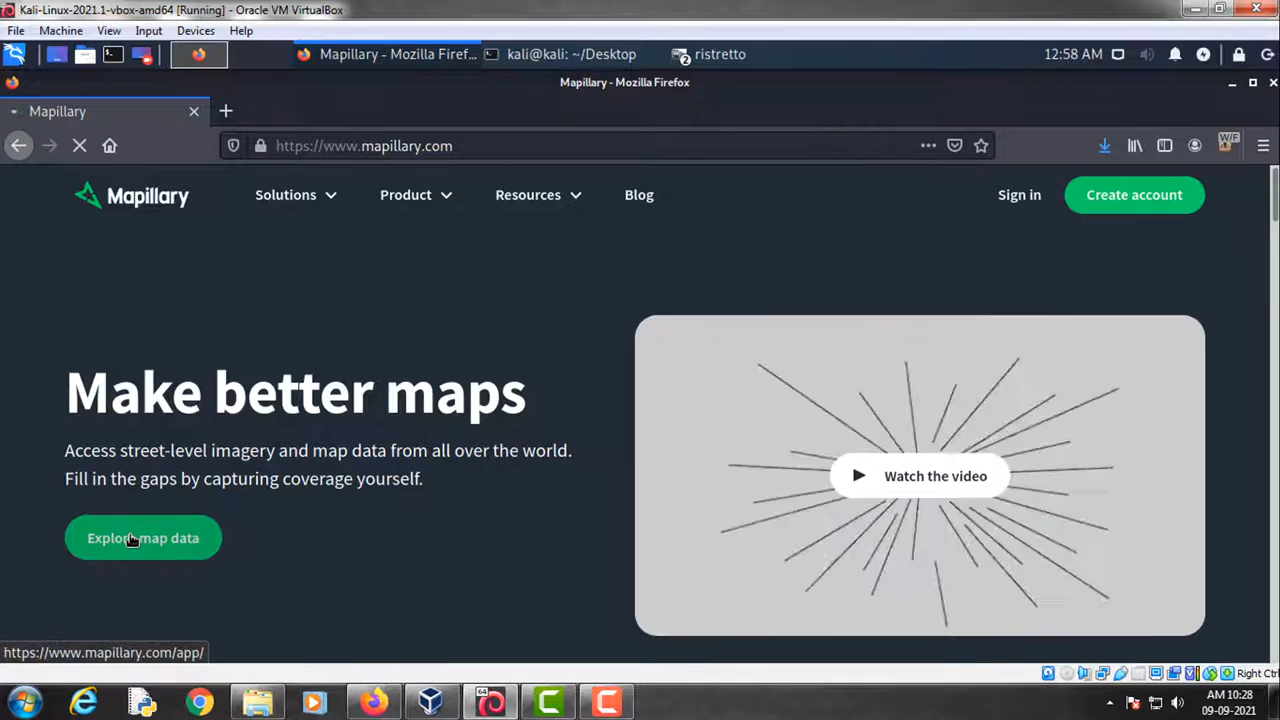 Kali-Linux-2021.1-vbox-amd64 [Running] - Oracle VM VirtualBox
File Machine View Input Devices Help
Mapillary - Mozilla Firef... kali@kali: ~/Desktop 2 ristretto 12:58 AM
Mapillary - Mozilla Firefox
Mapillary
https://www.mapillary.com
Mapillary Solutions Product Resources Blog Sign in Create account
Make better maps
Access street-level imagery and map data from all over the world.
Fill in the gaps by capturing coverage yourself.
Watch the video
Explore map data
https://www.mapillary.com/app/
Right Ctrl
64
AM 10:28
09-09-2021